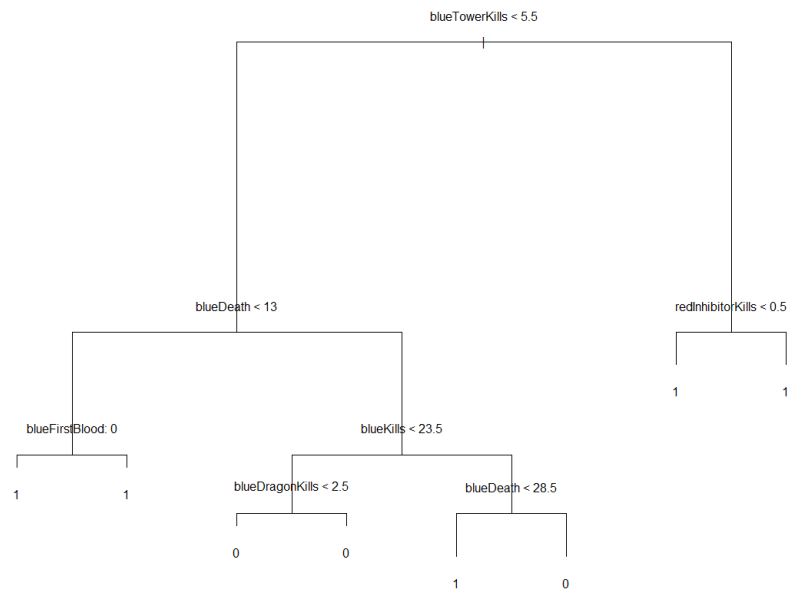 blueTowerKills < 5.5
blueDeath < 13
redInhibitorKills < 0.5
1
1
blueFirstBlood: 0
blueKills < 23.5
1
1
blueDragonKills < 2.5
blueDeath < 28.5
0
0
1
0